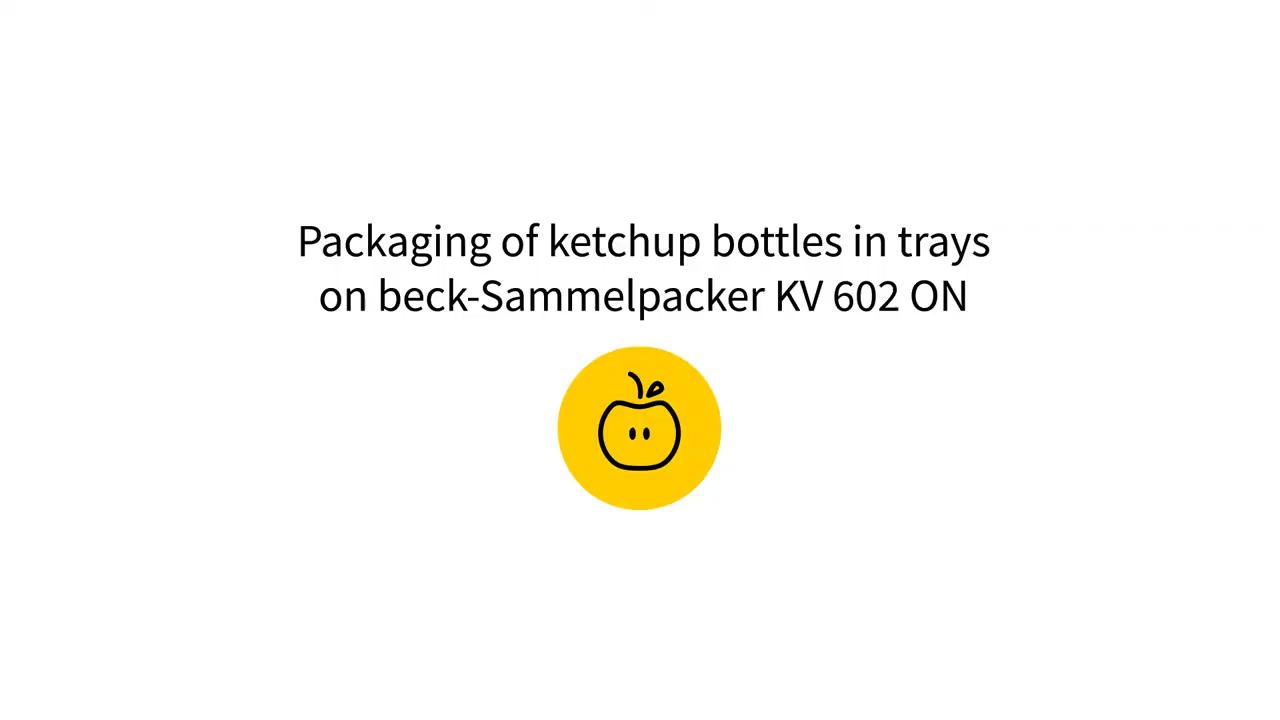 Packaging of ketchup bottles in trays
on beck-Sammelpacker KV 602 ON